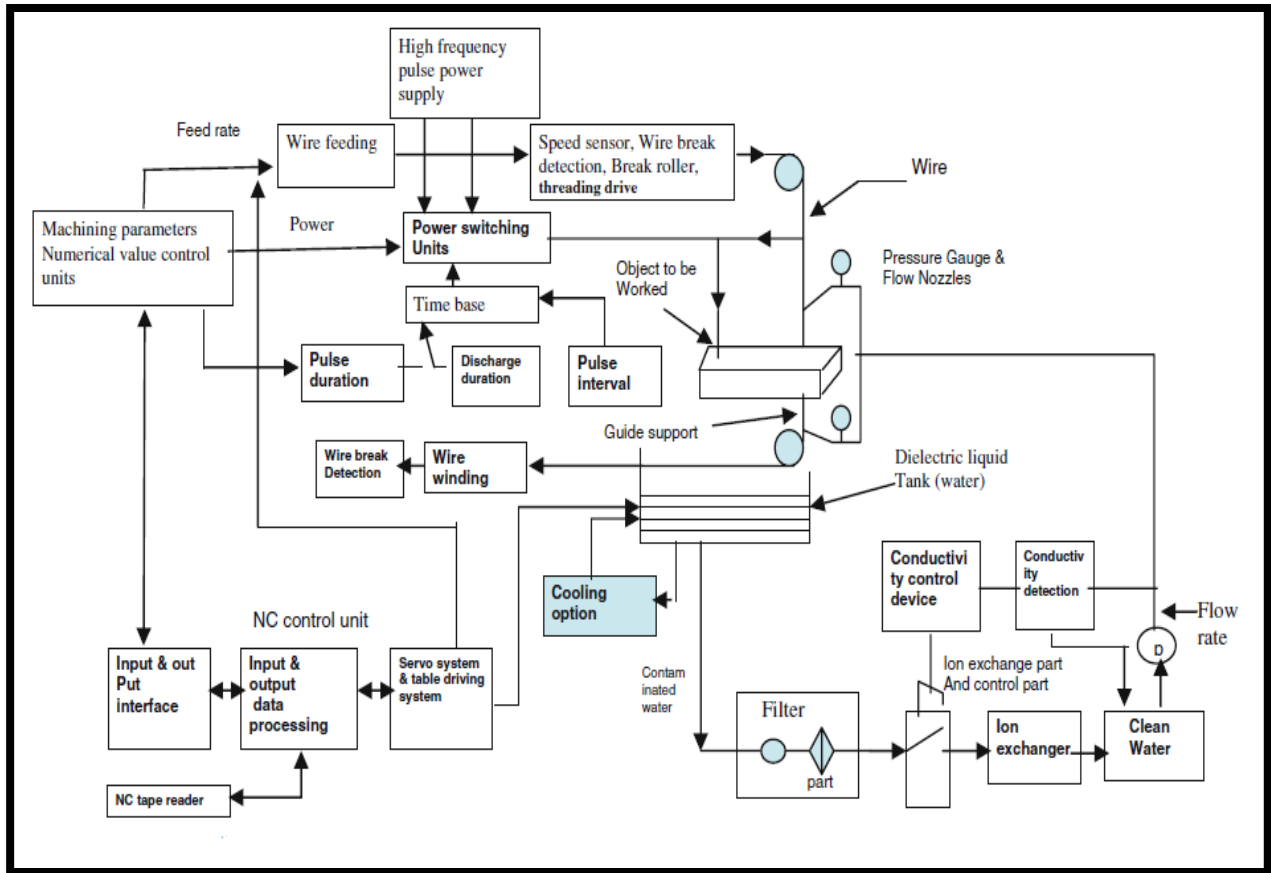 High frequency
pulse power
supply
Feed rate
Wire feeding
Speed sensor, Wire break
detection, Break roller,
threading drive
Wire
Machining parameters
Numerical value control
units
Power
Power switching
Units
Pressure Gauge &
Flow Nozzles
Object to be
Worked
Time base
Pulse
duration
Discharge
duration
Pulse
interval
Guide support
Wire break
Detection
Wire
winding
Dielectric liquid
Tank (water)
Cooling
option
Conductivi
ty control
device
Conductiv
ity
detection
Flow
rate
D
NC control unit
Input & out
Put
interface
Input &
output
data
processing
Servo system
& table driving
system
Contam
inated
water
Ion exchange part
And control part
Filter
part
Ion
exchanger
Clean
Water
NC tape reader